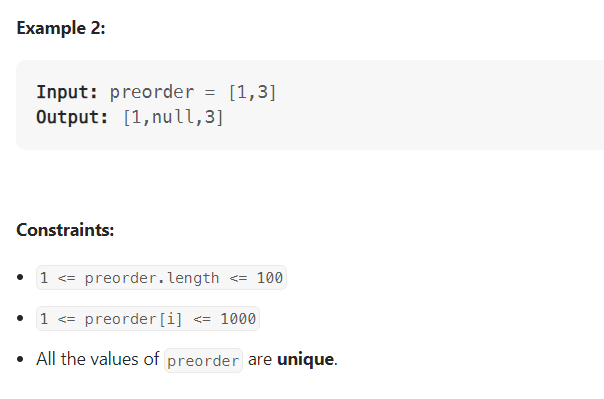 Example 2:
Input: preorder = [1,3]
Output: [1,null,3]
Constraints:
• 1 <= preorder.length <= 100
• 1 <= preorder[i] <= 1000
• All the values of preorder are unique.